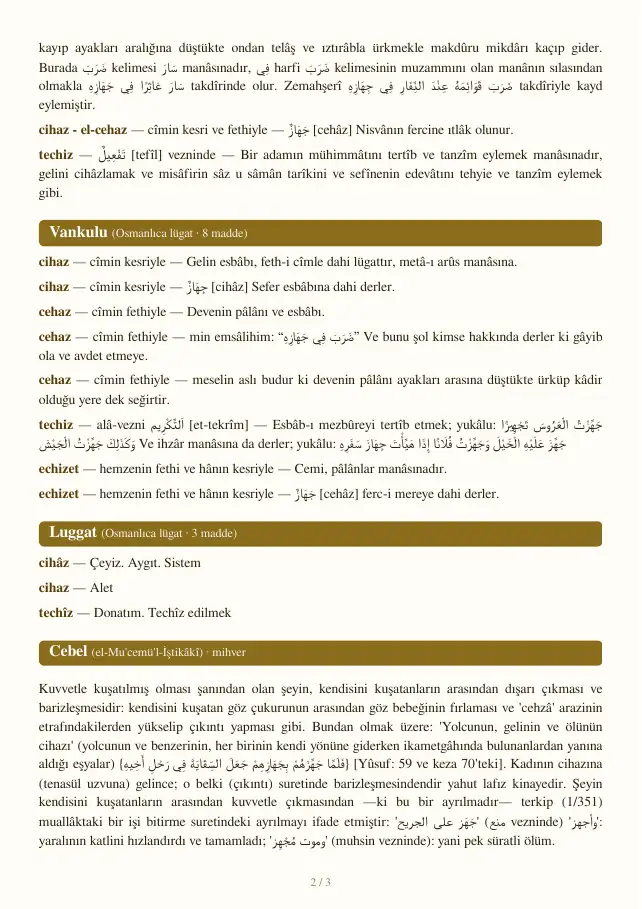 kayıp ayakları aralığına düştükte ondan telâş ve ıztırâbla ürkmekle makdûru mikdârı kaçıp gider.
Burada ضَرَبَ kelimesi سَارَ manâsınadır, فِي harfi ضَرَبَ kelimesinin muzammını olan manânın sılasından
olmakla سَارَ عَائِرًا فِي جَهَازِهِ takdîrinde olur. Zemahşerî ضَرَبَ قَوَائِمَهُ عِنْدَ النِّفَارِ فِي جِهَازِهِ takdîriyle kayd
eylemiştir.
cihaz - el-cehaz — cîmin kesri ve fethiyle — جَهَازٌ [cehâz] Nisvânın fercine ıtlâk olunur.
techiz — تَفْعِيلٌ [tefîl] vezninde — Bir adamın mühimmâtını tertîb ve tanzîm eylemek manâsınadır,
gelini cihâzlamak ve misafirin sâz u sâmân tarîkini ve sefînenin edevâtını tehyie ve tanzîm eylemek
gibi.
Vankulu (Osmanlıca lügat · 8 madde)
cihaz — cîmin kesriyle — Gelin esbâbı, feth-i cîmle dahi lügattır, metâ-ı arûs manâsına.
cihaz — cîmin kesriyle — جِهَازٌ [cihâz] Sefer esbâbına dahi derler.
cehaz — cîmin fethiyle — Devenin pâlânı ve esbâbı.
cehaz — cîmin fethiyle — min emsâlihim: “ضَرَبَ فِي جَهَازِهِ” Ve bunu şol kimse hakkında derler ki gâyib
ola ve avdet etmeye.
cehaz — cîmin fethiyle — meselin aslı budur ki devenin pâlânı ayakları arasına düştükte ürküp kâdir
olduğu yere dek seğirtir.
techiz — alâ-vezni اَلتَّكْرِيم [et-tekrîm] — Esbâb-ı mezbûreyi tertîb etmek; yukâlu: جَهَّزْتُ الْعَرُوسَ تَجْهِيزًا
وَكَذَلِكَ جَهَّزْتُ الْجَيْشَ Ve ihzâr manâsına da derler; yukâlu: جَهَّزَ عَلَيْهِ الْخَيْلَ وَجَهَّزْتُ فُلَانًا إِذَا هَيَّأْتَ جِهَازَ سَفَرِهِ
echizet — hemzenin fethi ve hânın kesriyle — Cemi, pâlânlar manâsınadır.
echizet — hemzenin fethi ve hânın kesriyle — جَهَازٌ [cehâz] ferc-i mereye dahi derler.
Luggat (Osmanlıca lügat · 3 madde)
cihâz — Çeyiz. Aygıt. Sistem
cihaz — Alet
techîz — Donatım. Techîz edilmek
Cebel (el-Mu'cemü'l-İştikâkî) · mihver
Kuvvetle kuşatılmış olması şanından olan şeyin, kendisini kuşatanların arasından dışarı çıkması ve
barizleşmesidir: kendisini kuşatan göz çukurunun arasından göz bebeğinin fırlaması ve 'cehzâ' arazinin
etrafındakilerden yükselip çıkıntı yapması gibi. Bundan olmak üzere: 'Yolcunun, gelinin ve ölünün
cihazı' (yolcunun ve benzerinin, her birinin kendi yönüne giderken ikametgâhında bulunanlardan yanına
aldığı eşyalar) {فَلَمَّا جَهَّزَهُمْ بِجَهَازِهِمْ جَعَلَ السِّقَايَةَ فِي رَحْلِ أَخِيهِ} [Yûsuf: 59 ve keza 70'teki]. Kadının cihazına
(tenasül uzvuna) gelince; o belki (çıkıntı) suretinde barizleşmesindendir yahut lafız kinayedir. Şeyin
kendisini kuşatanların arasından kuvvetle çıkmasından —ki bu bir ayrılmadır— terkip (1/351)
muallâktaki bir işi bitirme suretindeki ayrılmayı ifade etmiştir: 'جَهَز على الجريح' (منع vezninde) 'وأجهز':
yaralının katlini hızlandırdı ve tamamladı; 'وموت مُجْهِز' (muhsin vezninde): yani pek süratli ölüm.
2 / 3